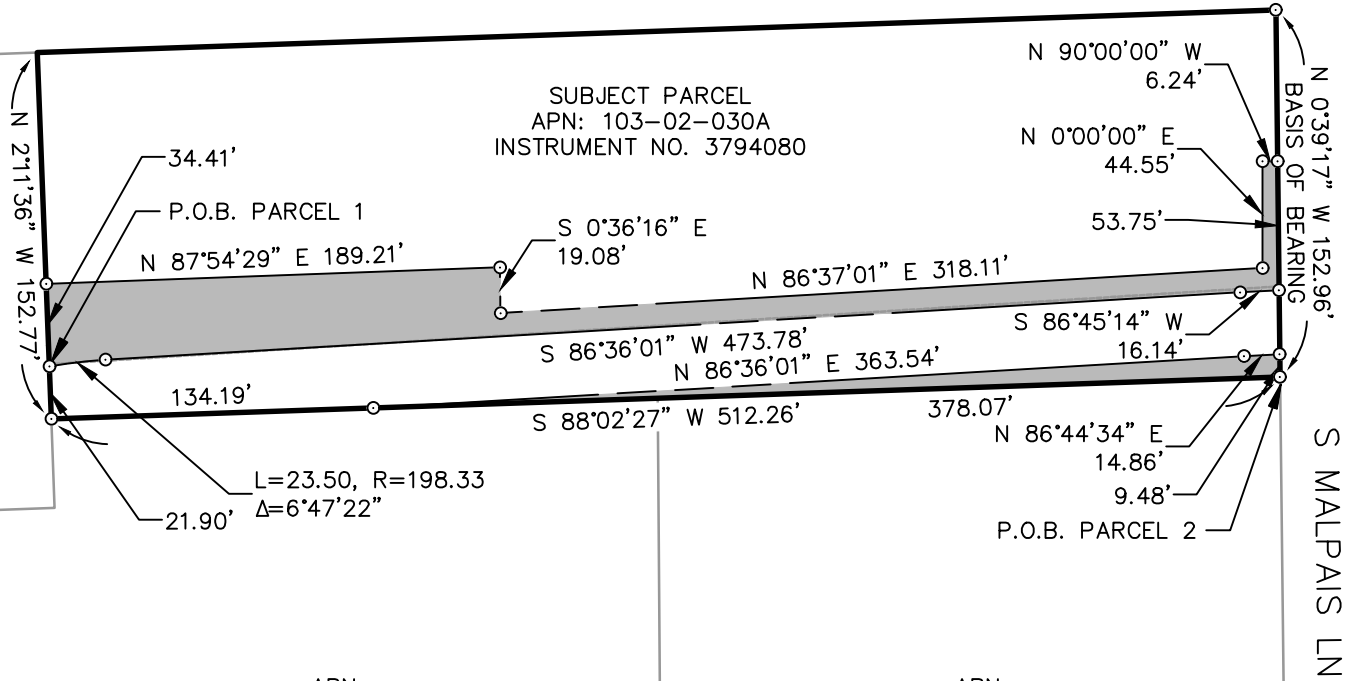 SUBJECT PARCEL
APN: 103-02-030A
INSTRUMENT NO. 3794080
N 90°00'00" W
6.24'
N 0°00'00" E
44.55'
53.75'
N 0°39'17" W 152.96'
BASIS OF BEARING
N 2°11'36" W 152.77'
34.41'
P.O.B. PARCEL 1
N 87°54'29" E 189.21'
S 0°36'16" E
19.08'
N 86°37'01" E 318.11'
S 86°45'14" W
16.14'
S 86°36'01" W 473.78'
N 86°36'01" E 363.54'
134.19'
S 88°02'27" W 512.26'
378.07'
N 86°44'34" E
14.86'
9.48'
P.O.B. PARCEL 2
L=23.50, R=198.33
Δ=6°47'22"
21.90'
S MALPAIS LN